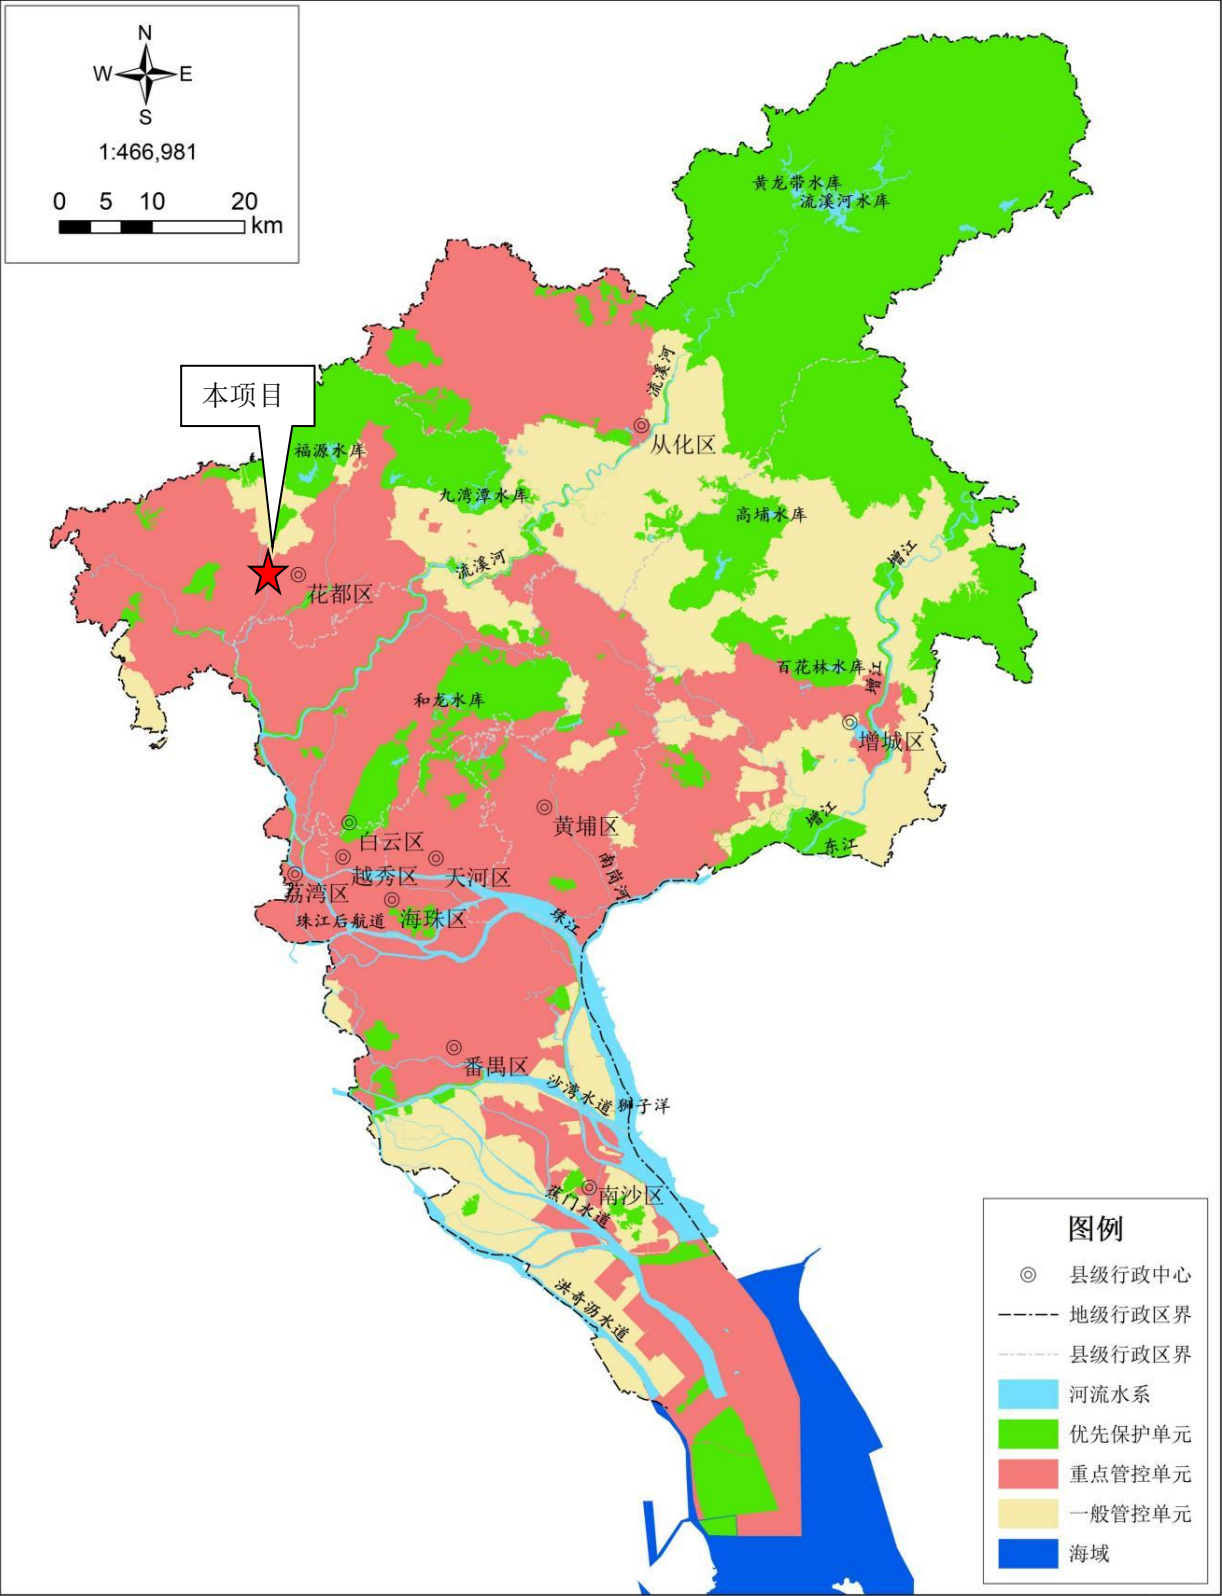 N
W E
S
1:466,981
0 5 10 20
km
黄龙带水库
流溪河水库
流溪河
本项目
从化区
福源水库
九湾潭水库
高埔水库
增江
流溪河
花都区
百花林水库
增江
和龙水库
增城区
增江
东江
白云区
黄埔区
越秀区
天河区
南岗河
荔湾区
海珠区
珠江后航道
珠江
番禺区
沙湾水道
狮子洋
南沙区
蕉门水道
洪奇沥水道
图例
县级行政中心
地级行政区界
县级行政区界
河流水系
优先保护单元
重点管控单元
一般管控单元
海域